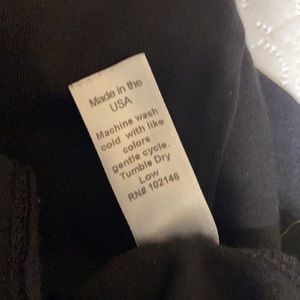 Made in the
USA
Machine wash
cold with like
colors
gentle cycle.
Tumble Dry
Low
RN# 102146